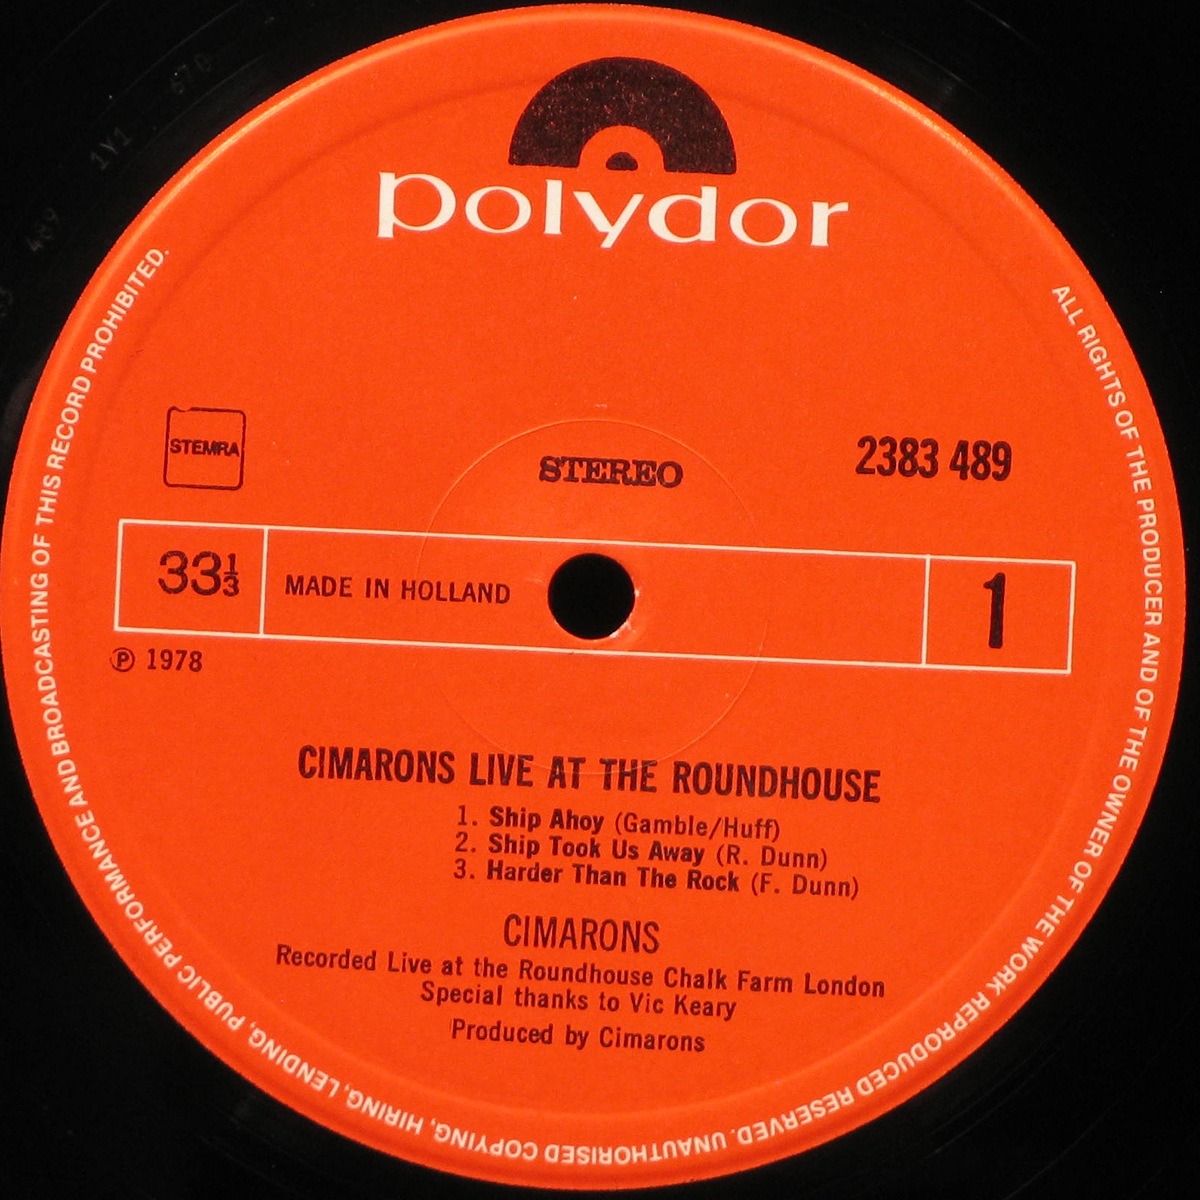 polydor
STEMRA
STEREO
2383 489
33⅓
MADE IN HOLLAND
1
℗ 1978
CIMARONS LIVE AT THE ROUNDHOUSE
1. Ship Ahoy (Gamble/Huff)
2. Ship Took Us Away (R. Dunn)
3. Harder Than The Rock (F. Dunn)
CIMARONS
Recorded Live at the Roundhouse Chalk Farm London
Special thanks to Vic Keary
Produced by Cimarons
ALL RIGHTS OF THE PRODUCER AND OF THE OWNER OF THE WORK REPRODUCED RESERVED. UNAUTHORISED COPYING, HIRING, LENDING, PUBLIC PERFORMANCE AND BROADCASTING OF THIS RECORD PROHIBITED.
489
1Y1
670